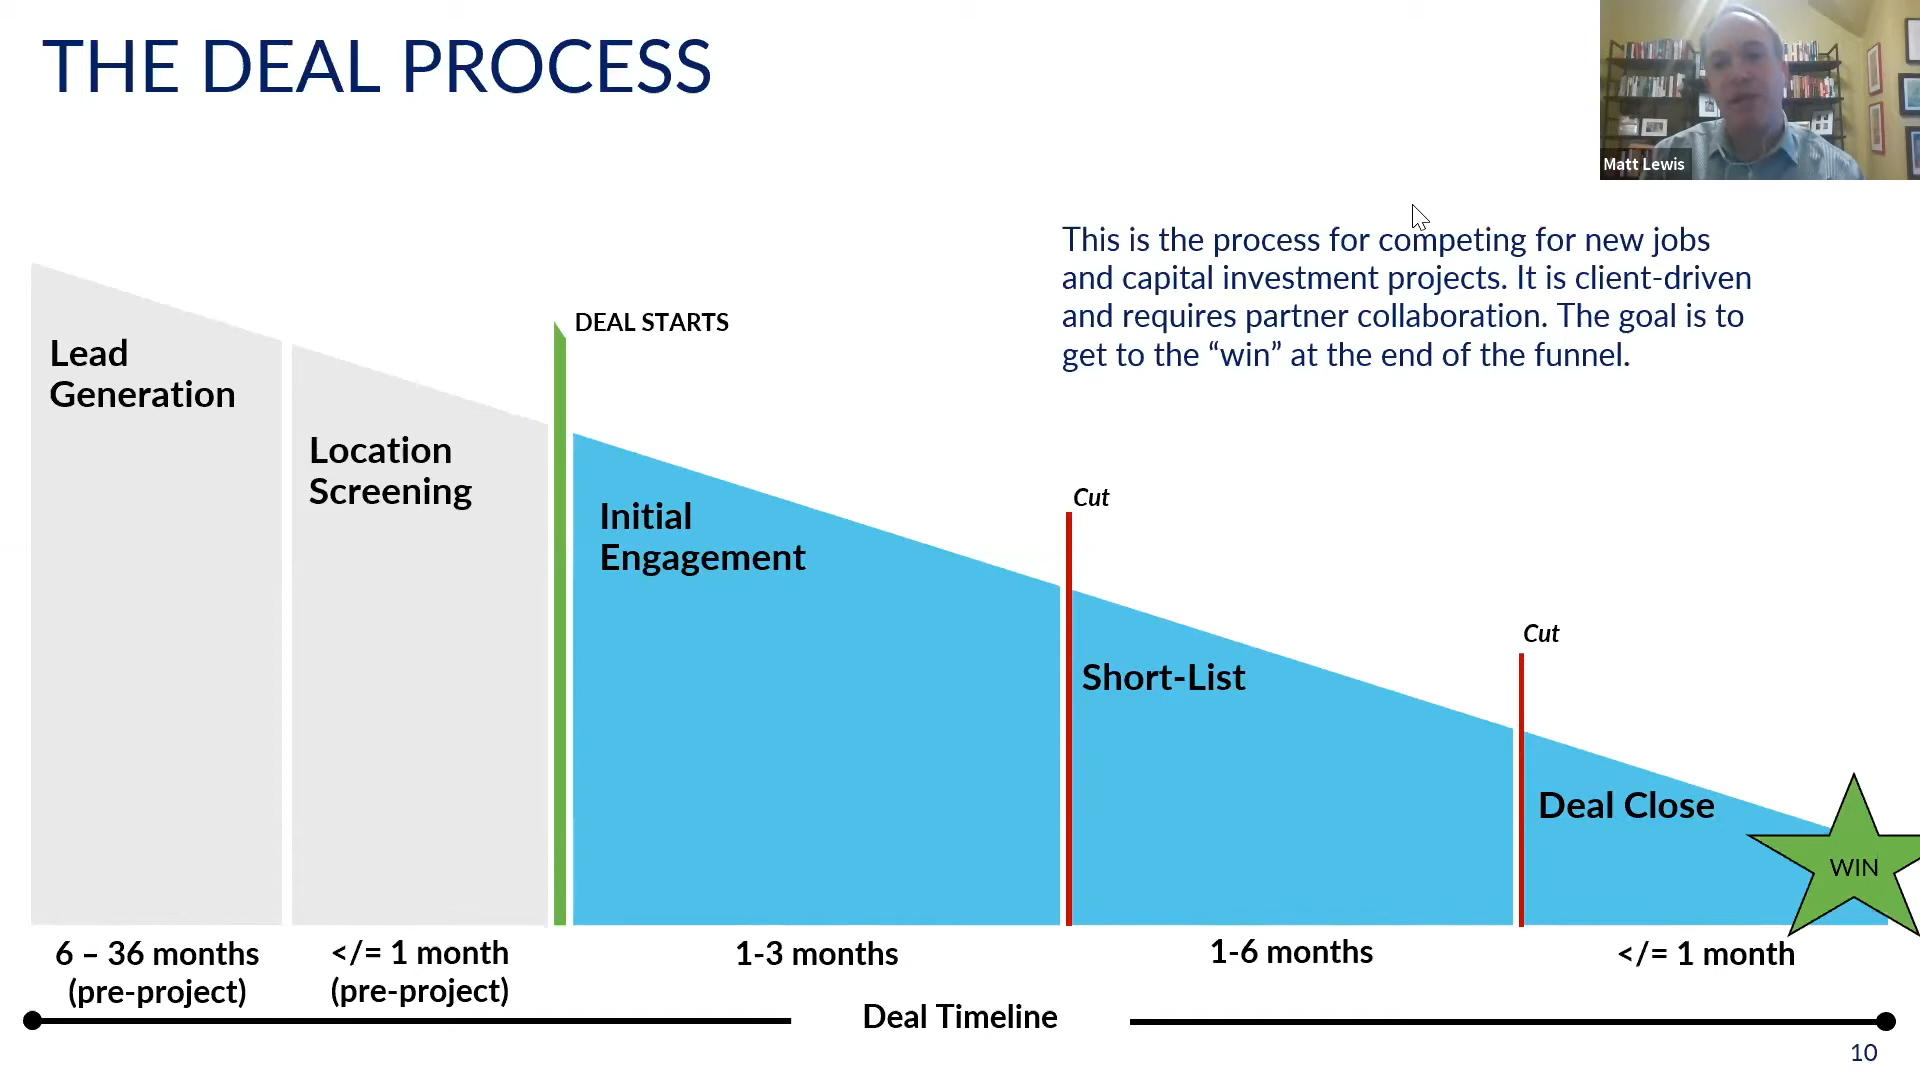 THE DEAL PROCESS
Matt Lewis
This is the process for competing for new jobs
and capital investment projects. It is client-driven
and requires partner collaboration. The goal is to
get to the “win” at the end of the funnel.
DEAL STARTS
Lead
Generation
Location
Screening
Initial
Engagement
Cut
Short-List
Cut
Deal Close
WIN
6 – 36 months
(pre-project)
</= 1 month
(pre-project)
1-3 months
1-6 months
</= 1 month
Deal Timeline
10